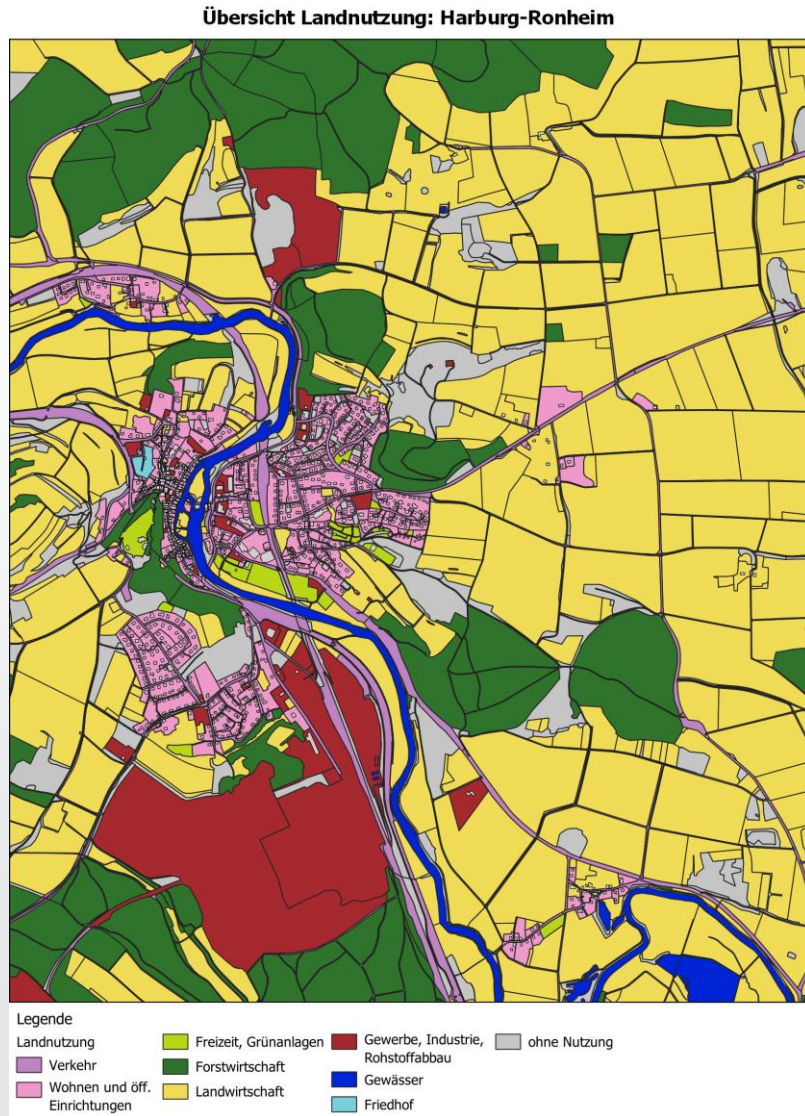 Übersicht Landnutzung: Harburg-Ronheim
Legende
Landnutzung
Verkehr
Wohnen und öff.
Einrichtungen
Freizeit, Grünanlagen
Forstwirtschaft
Landwirtschaft
Gewerbe, Industrie,
Rohstoffabbau
Gewässer
Friedhof
ohne Nutzung